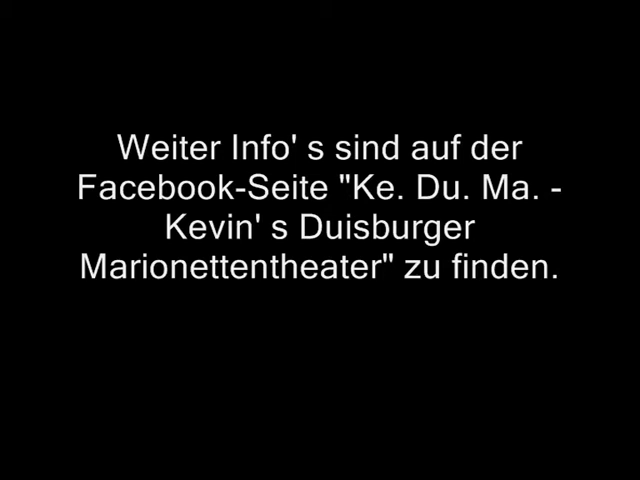 Weiter Info' s sind auf der
Facebook-Seite "Ke. Du. Ma. -
Kevin' s Duisburger
Marionettentheater" zu finden.